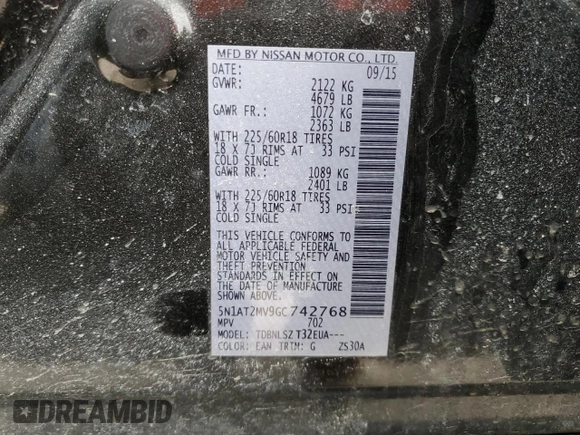 MFD BY NISSAN MOTOR CO., LTD.
DATE: 09/15
GVWR: 2122 KG
4679 LB
GAWR FR.: 1072 KG
2363 LB
WITH 225/60R18 TIRES
18 X 7J RIMS AT 33 PSI
COLD SINGLE
GAWR RR.: 1089 KG
2401 LB
WITH 225/60R18 TIRES
18 X 7J RIMS AT 33 PSI
COLD SINGLE
THIS VEHICLE CONFORMS TO
ALL APPLICABLE FEDERAL
MOTOR VEHICLE SAFETY AND
THEFT PREVENTION
STANDARDS IN EFFECT ON
THE DATE OF MANUFACTURE
SHOWN ABOVE.
5N1AT2MV9GC742768
MPV 702
MODEL: TDBNLSZ T32EUA---
COLOR: EAN TRIM: G ZS30A
DREAMBID